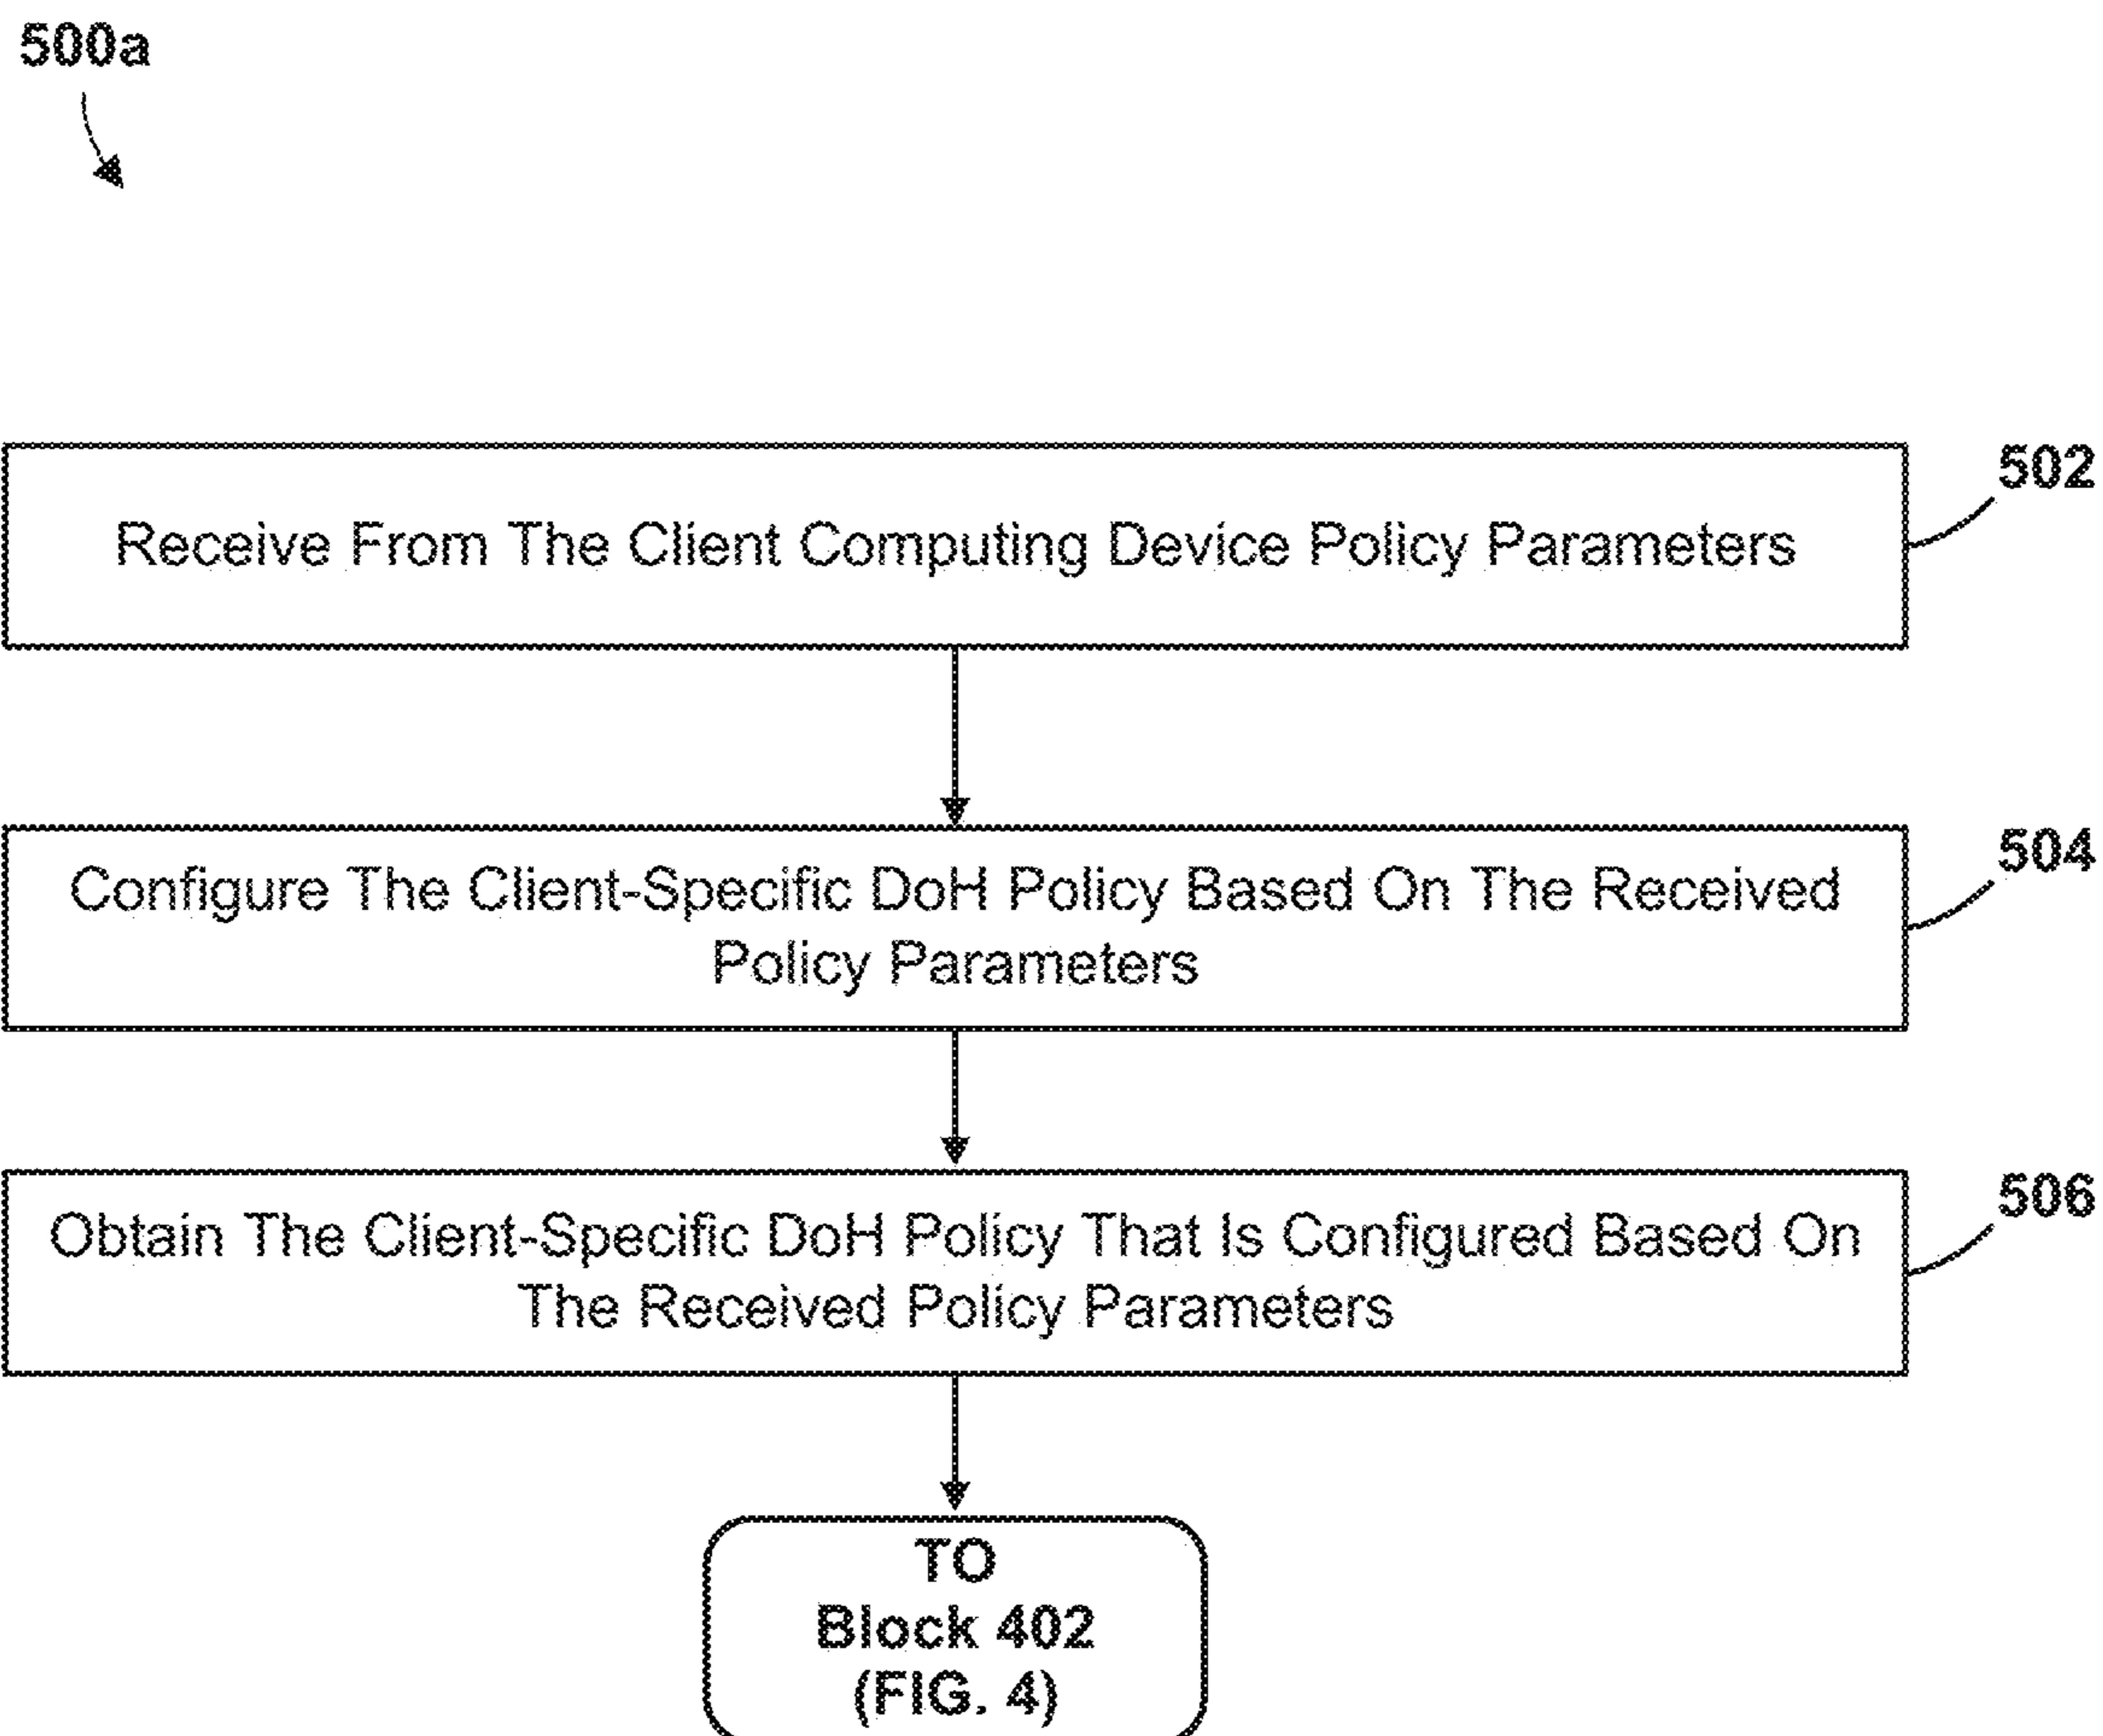 500a
Receive From The Client Computing Device Policy Parameters
502
Configure The Client-Specific DoH Policy Based On The Received
Policy Parameters
504
Obtain The Client-Specific DoH Policy That Is Configured Based On
The Received Policy Parameters
506
TO
Block 402
(FIG. 4)